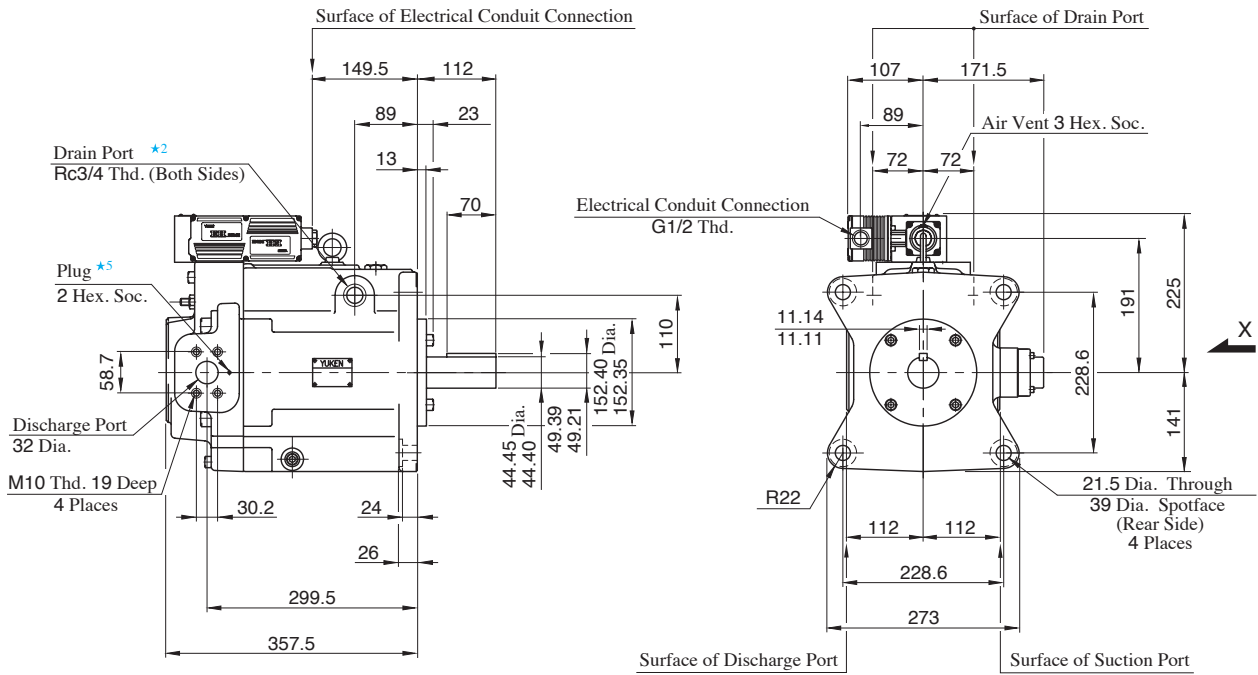 Surface of Electrical Conduit Connection
149.5
112
89
23
13
70
Drain Port ★2
Rc3/4 Thd. (Both Sides)
Plug ★5
2 Hex. Soc.
58.7
YUKEN
110
152.40 Dia.
152.35
49.39
49.21
44.45 Dia.
44.40
Discharge Port
32 Dia.
M10 Thd. 19 Deep
4 Places
30.2
24
26
299.5
357.5
Surface of Drain Port
107
171.5
89
Air Vent 3 Hex. Soc.
72
72
Electrical Conduit Connection
G1/2 Thd.
11.14
11.11
191
225
228.6
141
X
R22
21.5 Dia. Through
39 Dia. Spotface
(Rear Side)
4 Places
112
112
228.6
273
Surface of Discharge Port
Surface of Suction Port